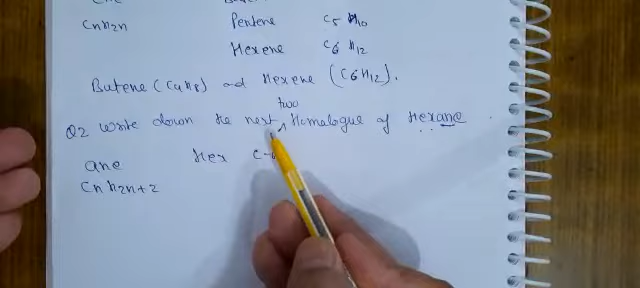 CnH2n Pentene C5 H10
Hexene C6 H12
Butene (C4H8) and Hexene (C6H12).
two
Q2 Write down the next Homologue of Hexane
ane Hex
CnH2n+2